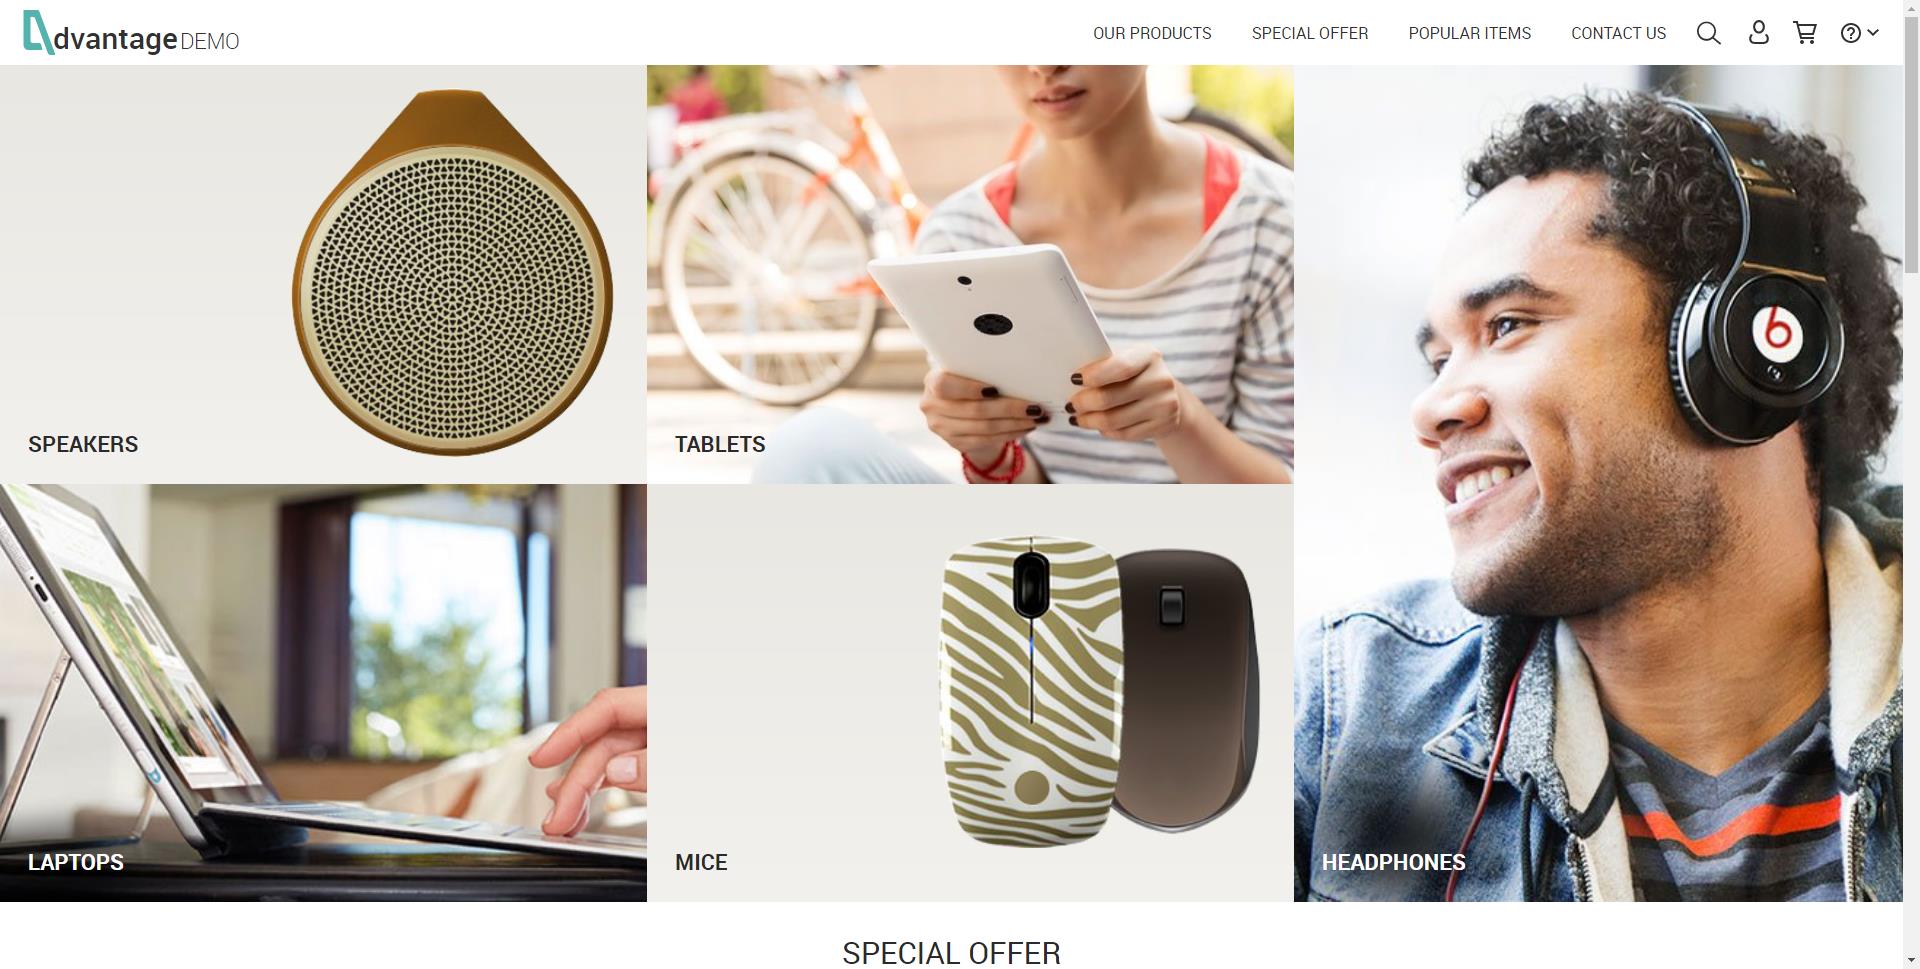 dvantage DEMO
OUR PRODUCTS
SPECIAL OFFER
POPULAR ITEMS
CONTACT US
SPEAKERS
TABLETS
LAPTOPS
MICE
HEADPHONES
SPECIAL OFFER